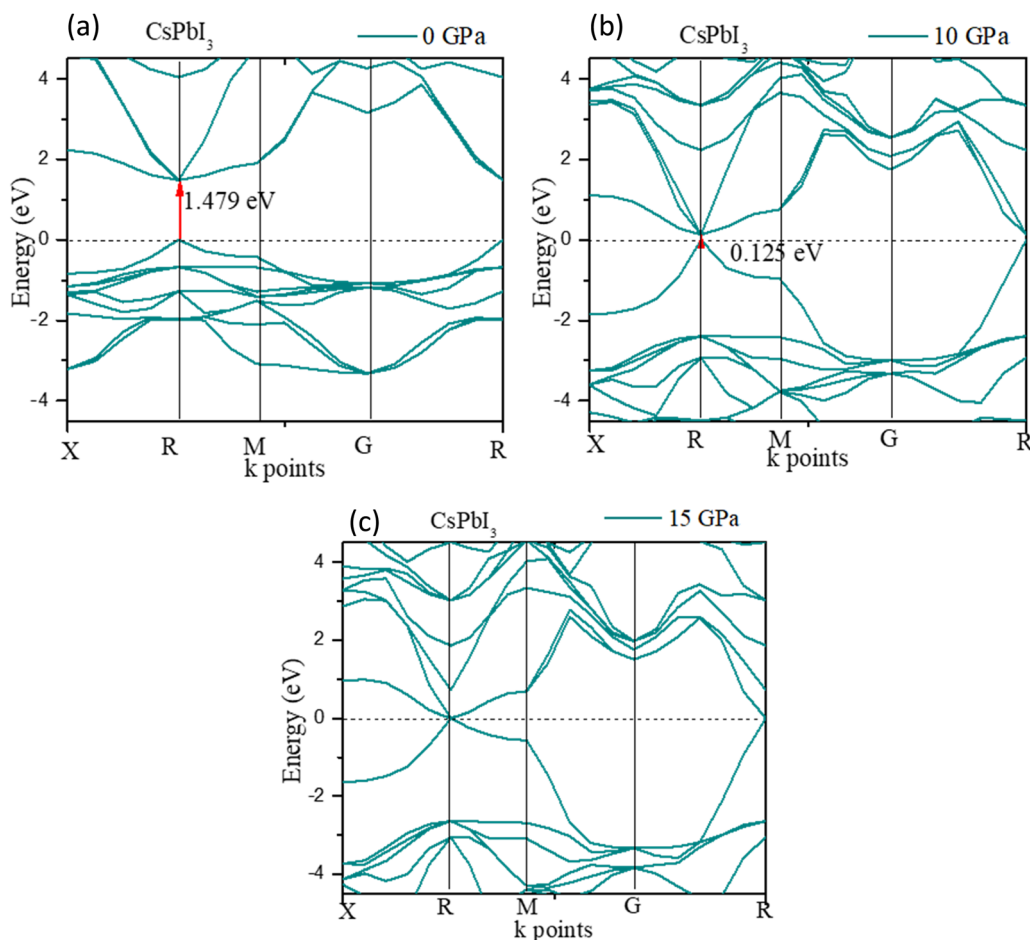 (a)
CsPbI₃
0 GPa
Energy (eV)
4
2
0
-2
-4
1.479 eV
X R M G R
k points
(b)
CsPbI₃
10 GPa
Energy (eV)
4
2
0
-2
-4
0.125 eV
X R M G R
k points
(c)
CsPbI₃
15 GPa
Energy (eV)
4
2
0
-2
-4
X R M G R
k points